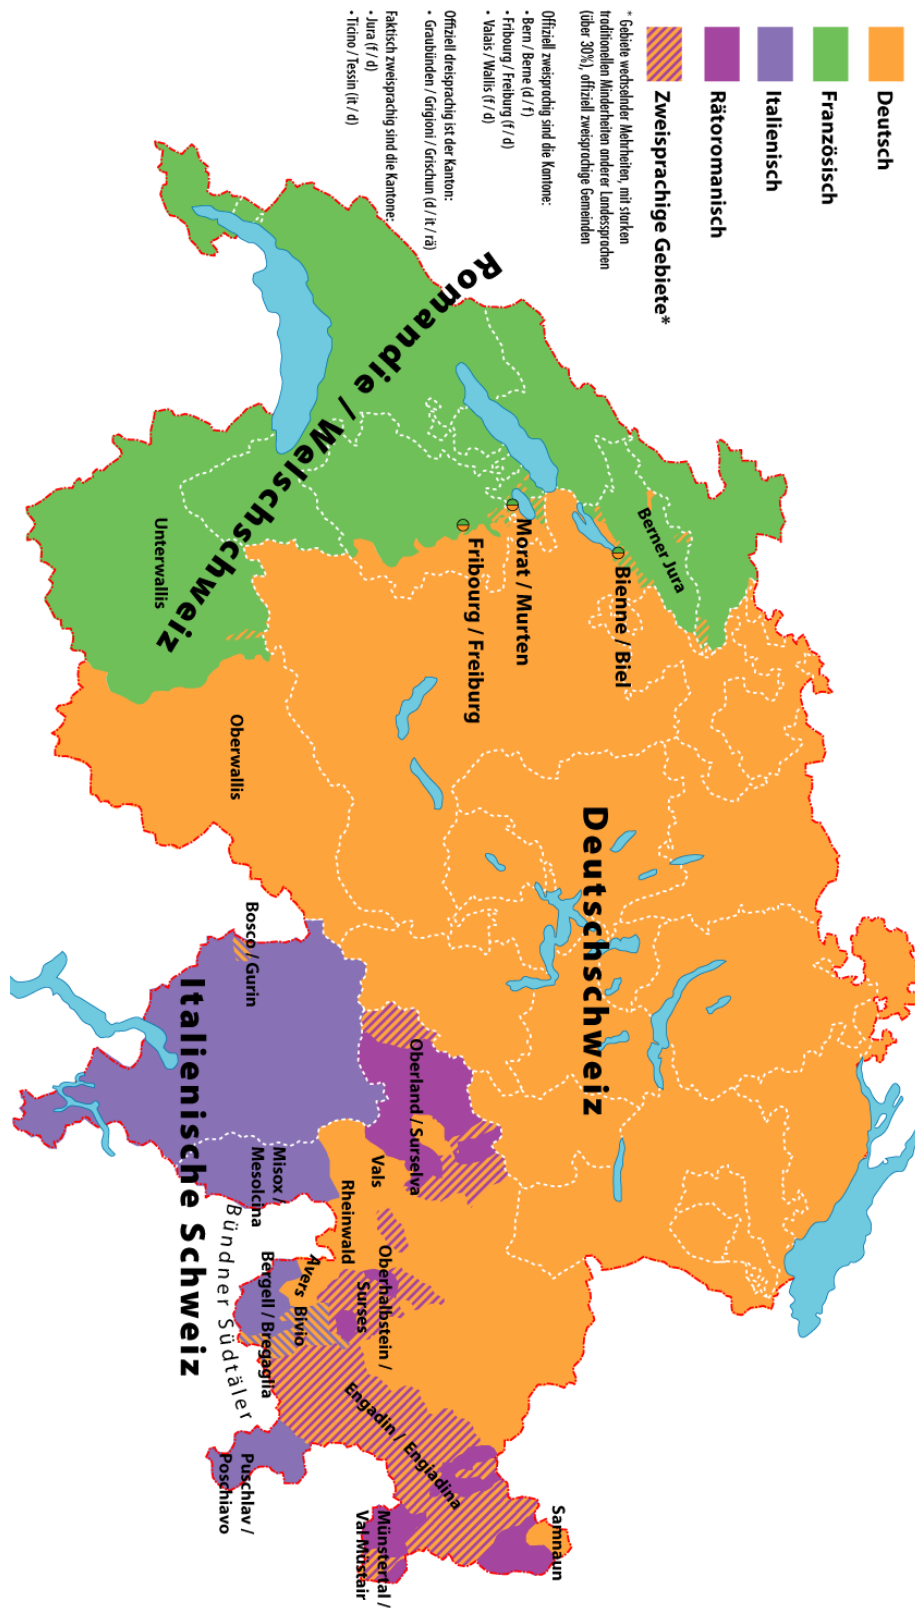 Deutsch
Französisch
Italienisch
Rätoromanisch
Zweisprachige Gebiete*
* Gebiete wechselnder Mehrheiten, mit starken
traditionellen Minderheiten anderer Landessprachen
(über 30%), offiziell zweisprachige Gemeinden
Offiziell zweisprachig sind die Kantone:
• Bern / Berne (d / f)
• Fribourg / Freiburg (f / d)
• Valais / Wallis (f / d)
Offiziell dreisprachig ist der Kanton:
• Graubünden / Grigioni / Grischun (d / it / rä)
Faktisch zweisprachig sind die Kantone:
• Jura (f / d)
• Ticino / Tessin (it / d)
Romandie / Welschschweiz
Berner Jura
Bienne / Biel
Morat / Murten
Fribourg / Freiburg
Unterwallis
Oberwallis
Deutschschweiz
Bosco / Gurin
Italienische Schweiz
Oberland / Surselva
Vals
Rheinwald
Misox /
Mesolcina
Bündner Südtäler
Avers
Bivio
Bergell / Bregaglia
Oberhalbstein /
Surses
Engadin / Engiadina
Puschlav /
Poschiavo
Samnaun
Münstertal /
Val Müstair